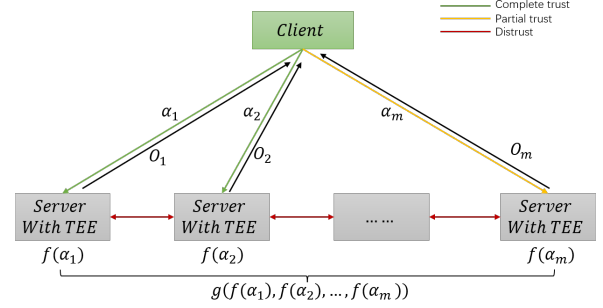 Complete trust
Partial trust
Distrust
Client
α₁
α₂
αₘ
O₁
O₂
Oₘ
Server
With TEE
Server
With TEE
... ...
Server
With TEE
f(α₁)
f(α₂)
f(αₘ)
g(f(α₁), f(α₂), ..., f(αₘ))